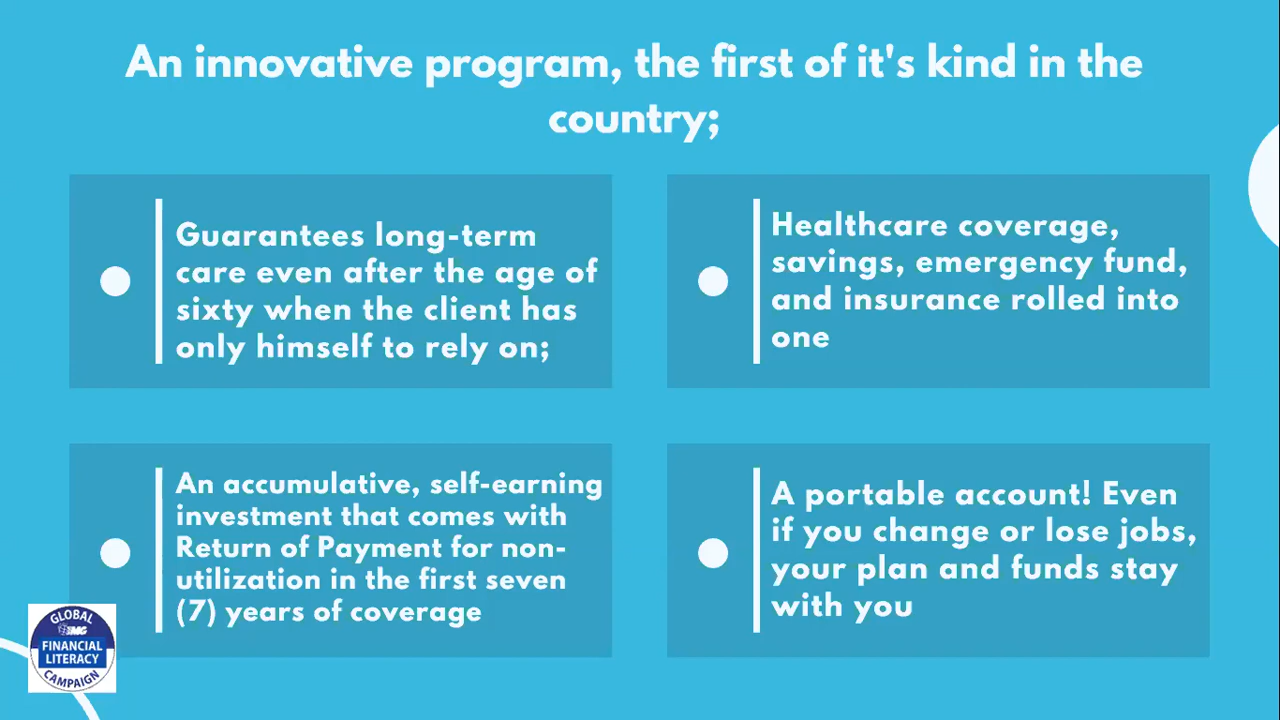 An innovative program, the first of it's kind in the
country;
Guarantees long-term
care even after the age of
sixty when the client has
only himself to rely on;
Healthcare coverage,
savings, emergency fund,
and insurance rolled into
one
An accumulative, self-earning
investment that comes with
Return of Payment for non-
utilization in the first seven
(7) years of coverage
A portable account! Even
if you change or lose jobs,
your plan and funds stay
with you
GLOBAL
IMG
FINANCIAL
LITERACY
CAMPAIGN